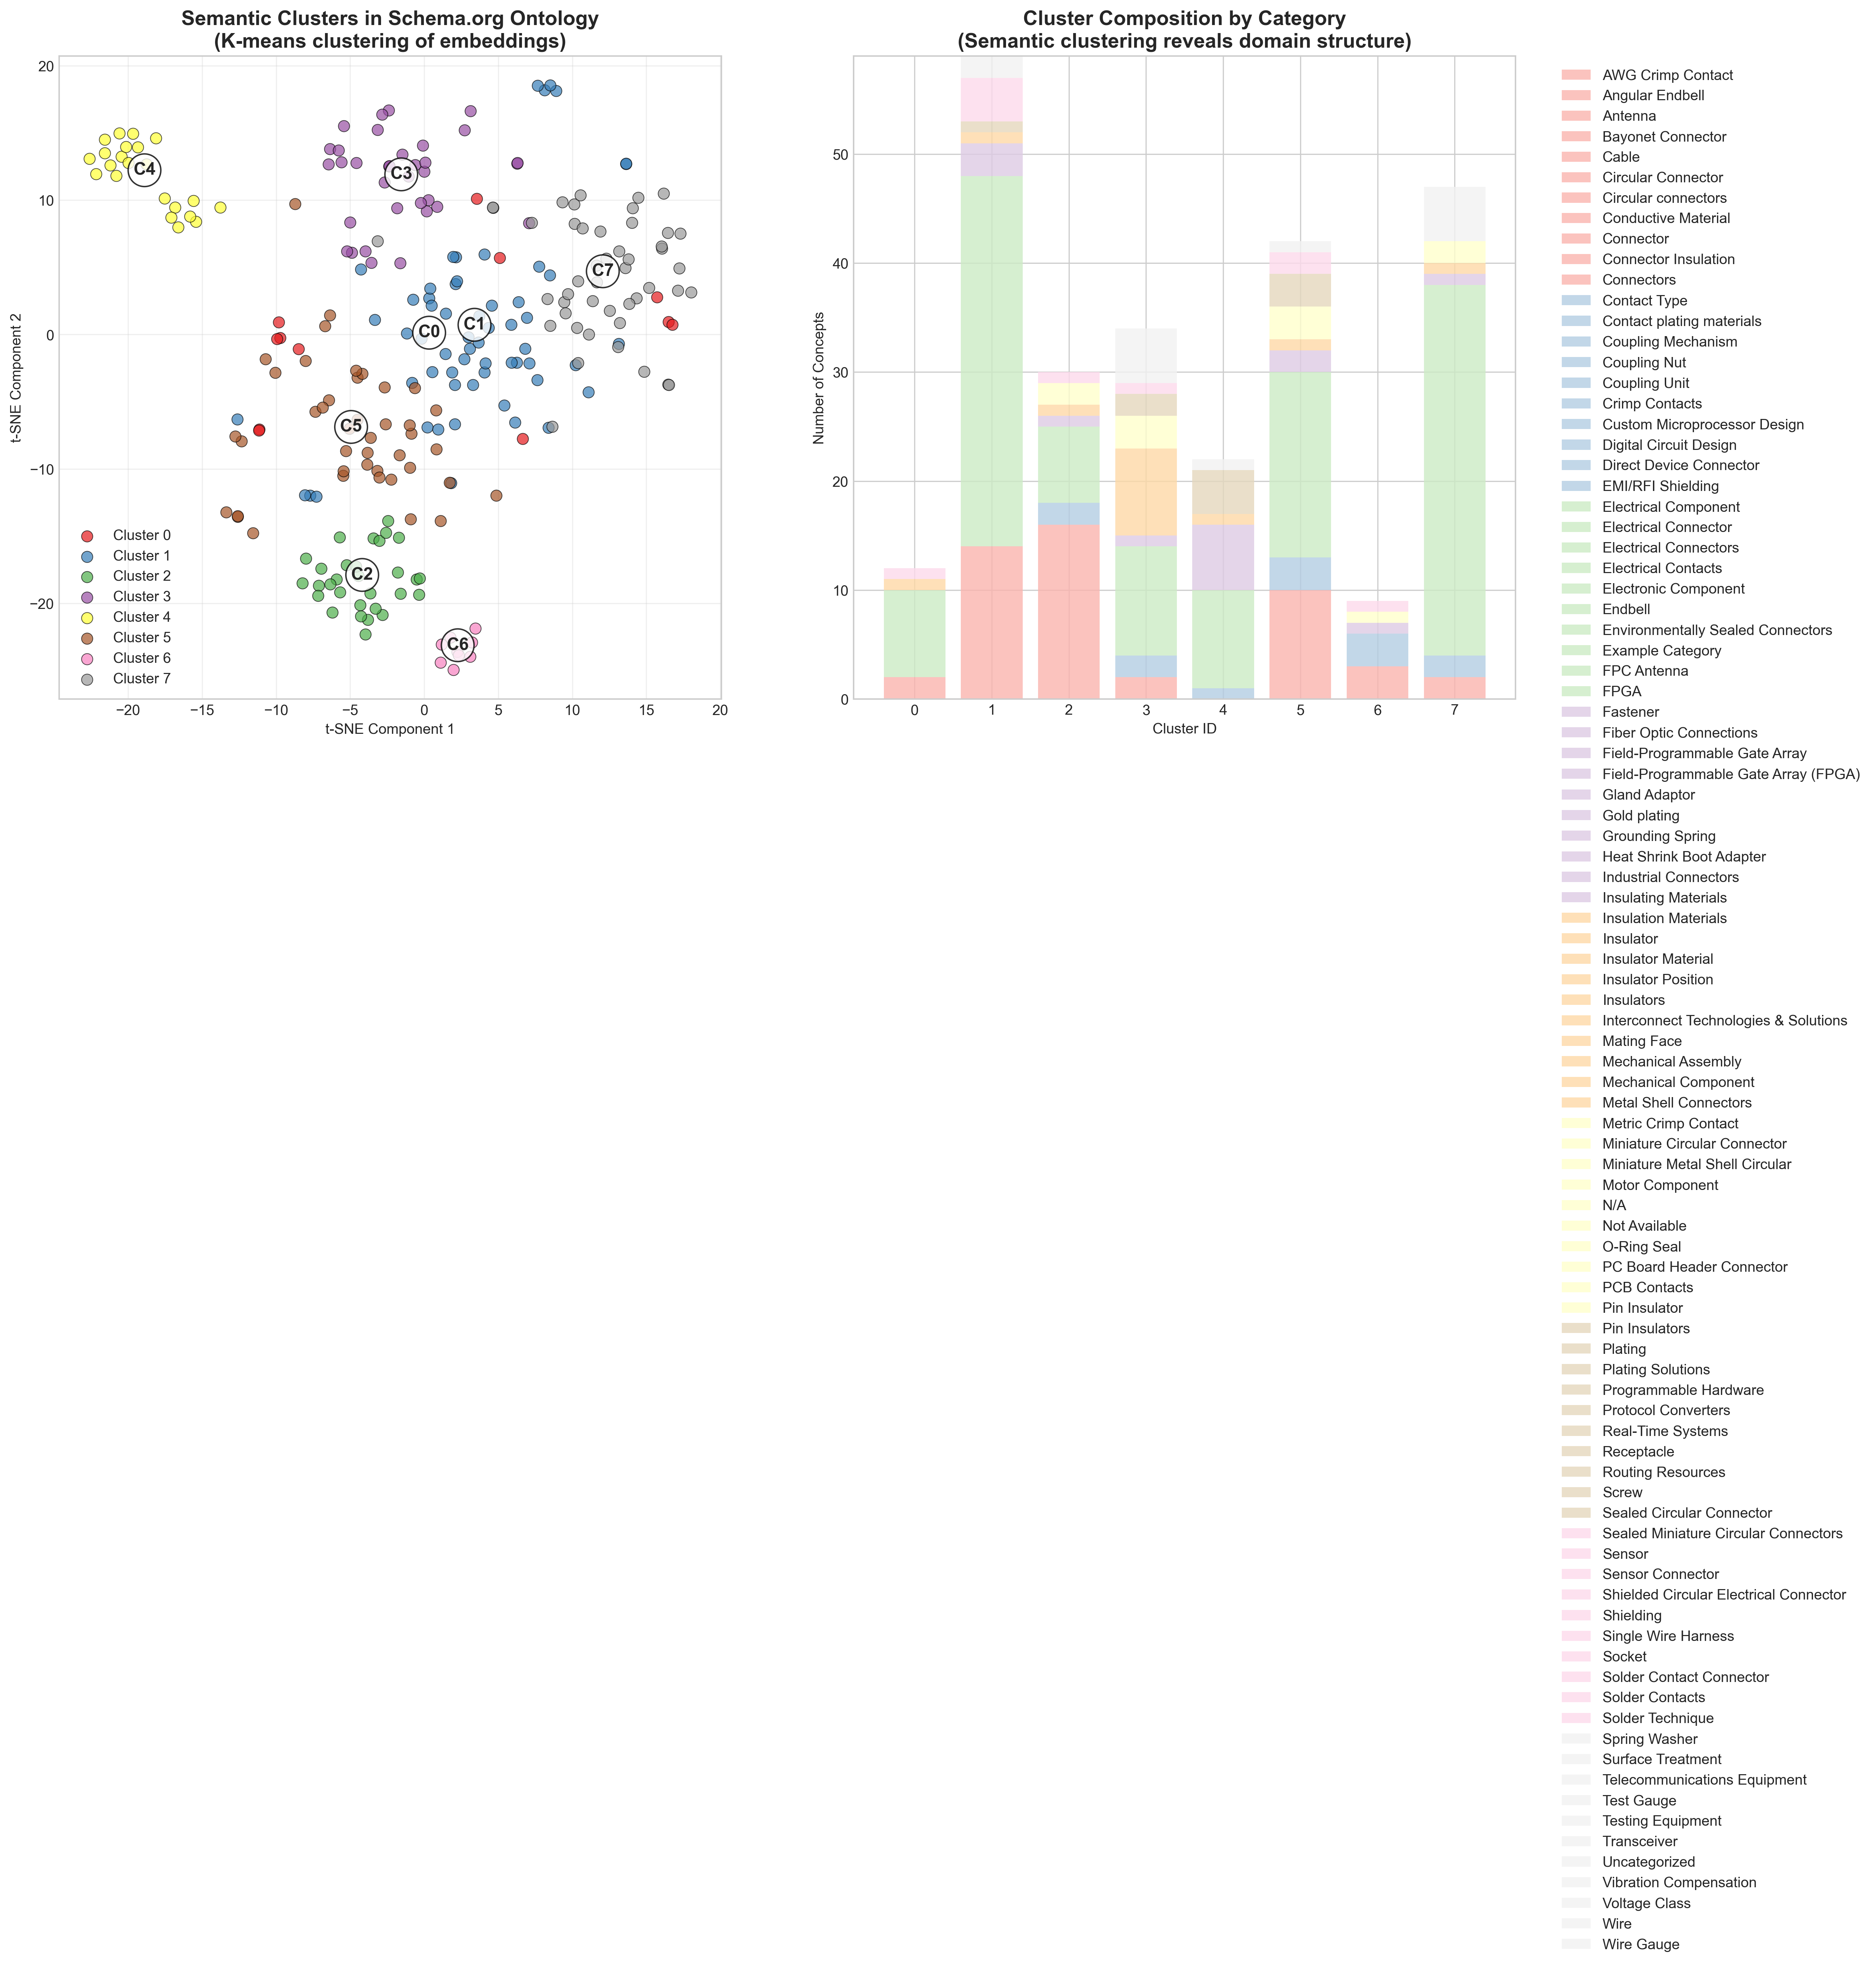 Semantic Clusters in Schema.org Ontology
(K-means clustering of embeddings)
t-SNE Component 2
20
10
0
−10
−20
C4
C3
C7
C0
C1
C5
C2
C6
Cluster 0
Cluster 1
Cluster 2
Cluster 3
Cluster 4
Cluster 5
Cluster 6
Cluster 7
−20
−15
−10
−5
0
5
10
15
20
t-SNE Component 1
Cluster Composition by Category
(Semantic clustering reveals domain structure)
Number of Concepts
50
40
30
20
10
0
0
1
2
3
4
5
6
7
Cluster ID
AWG Crimp Contact
Angular Endbell
Antenna
Bayonet Connector
Cable
Circular Connector
Circular connectors
Conductive Material
Connector
Connector Insulation
Connectors
Contact Type
Contact plating materials
Coupling Mechanism
Coupling Nut
Coupling Unit
Crimp Contacts
Custom Microprocessor Design
Digital Circuit Design
Direct Device Connector
EMI/RFI Shielding
Electrical Component
Electrical Connector
Electrical Connectors
Electrical Contacts
Electronic Component
Endbell
Environmentally Sealed Connectors
Example Category
FPC Antenna
FPGA
Fastener
Fiber Optic Connections
Field-Programmable Gate Array
Field-Programmable Gate Array (FPGA)
Gland Adaptor
Gold plating
Grounding Spring
Heat Shrink Boot Adapter
Industrial Connectors
Insulating Materials
Insulation Materials
Insulator
Insulator Material
Insulator Position
Insulators
Interconnect Technologies & Solutions
Mating Face
Mechanical Assembly
Mechanical Component
Metal Shell Connectors
Metric Crimp Contact
Miniature Circular Connector
Miniature Metal Shell Circular
Motor Component
N/A
Not Available
O-Ring Seal
PC Board Header Connector
PCB Contacts
Pin Insulator
Pin Insulators
Plating
Plating Solutions
Programmable Hardware
Protocol Converters
Real-Time Systems
Receptacle
Routing Resources
Screw
Sealed Circular Connector
Sealed Miniature Circular Connectors
Sensor
Sensor Connector
Shielded Circular Electrical Connector
Shielding
Single Wire Harness
Socket
Solder Contact Connector
Solder Contacts
Solder Technique
Spring Washer
Surface Treatment
Telecommunications Equipment
Test Gauge
Testing Equipment
Transceiver
Uncategorized
Vibration Compensation
Voltage Class
Wire
Wire Gauge